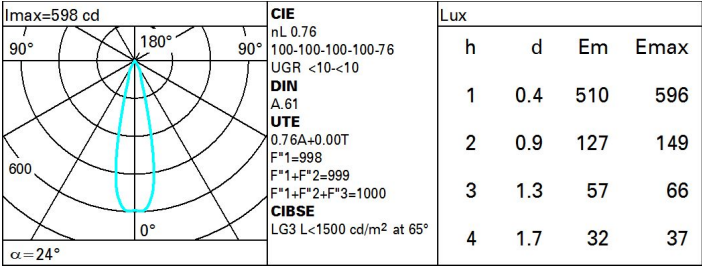 Imax=598 cd
90°
180°
90°
600
0°
α=24°
CIE
nL 0.76
100-100-100-100-76
UGR <10-<10
DIN
A.61
UTE
0.76A+0.00T
F"1=998
F"1+F"2=999
F"1+F"2+F"3=1000
CIBSE
LG3 L<1500 cd/m² at 65°
Lux
h d Em Emax
1 0.4 510 596
2 0.9 127 149
3 1.3 57 66
4 1.7 32 37